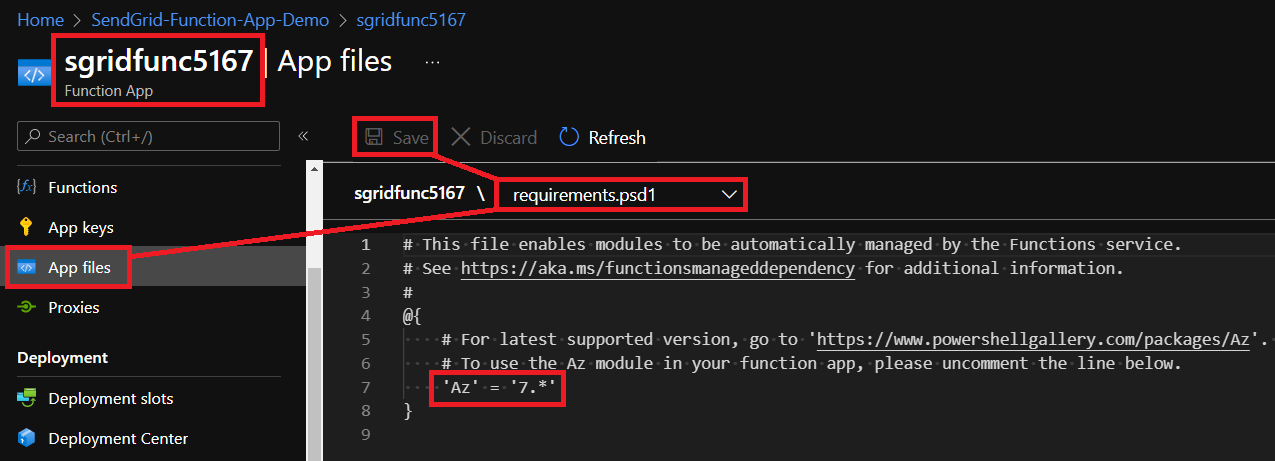 Home > SendGrid-Function-App-Demo > sgridfunc5167
sgridfunc5167 | App files ...
Function App
Search (Ctrl+/) «
Save Discard Refresh
Functions
App keys
App files
Proxies
Deployment
Deployment slots
Deployment Center
sgridfunc5167 \ requirements.psd1
1 # This file enables modules to be automatically managed by the Functions service.
2 # See https://aka.ms/functionsmanageddependency for additional information.
3 #
4 @{
5 # For latest supported version, go to 'https://www.powershellgallery.com/packages/Az'.
6 # To use the Az module in your function app, please uncomment the line below.
7 'Az' = '7.*'
8 }
9